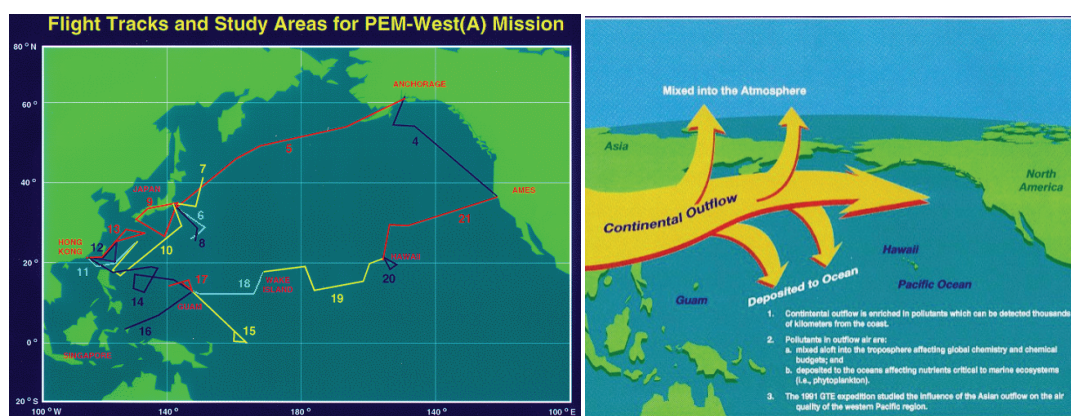 Flight Tracks and Study Areas for PEM-West(A) Mission
80° N
60°
40°
20°
0°
20° S
100° W
140°
180°
140°
100° E
ANCHORAGE
4
5
7
JAPAN
9
6
8
AMES
21
13
HONG
KONG
12
11
10
HAWAII
20
17
18
WAKE
ISLAND
14
GUAM
19
16
15
SINGAPORE
Mixed into the Atmosphere
Asia
North
America
Continental Outflow
Hawaii
Deposited to Ocean
Pacific Ocean
Guam
1. Contintental outflow is enriched in pollutants which can be detected thousands
of kilometers from the coast.
2. Pollutants in outflow air are:
a. mixed aloft into the troposphere affecting global chemistry and chemical
budgets; and
b. deposited to the oceans affecting nutrients critical to marine ecosystems
(i.e., phytoplankton).
3. The 1991 GTE expedition studied the influence of the Asian outflow on the air
quality of the western Pacific region.